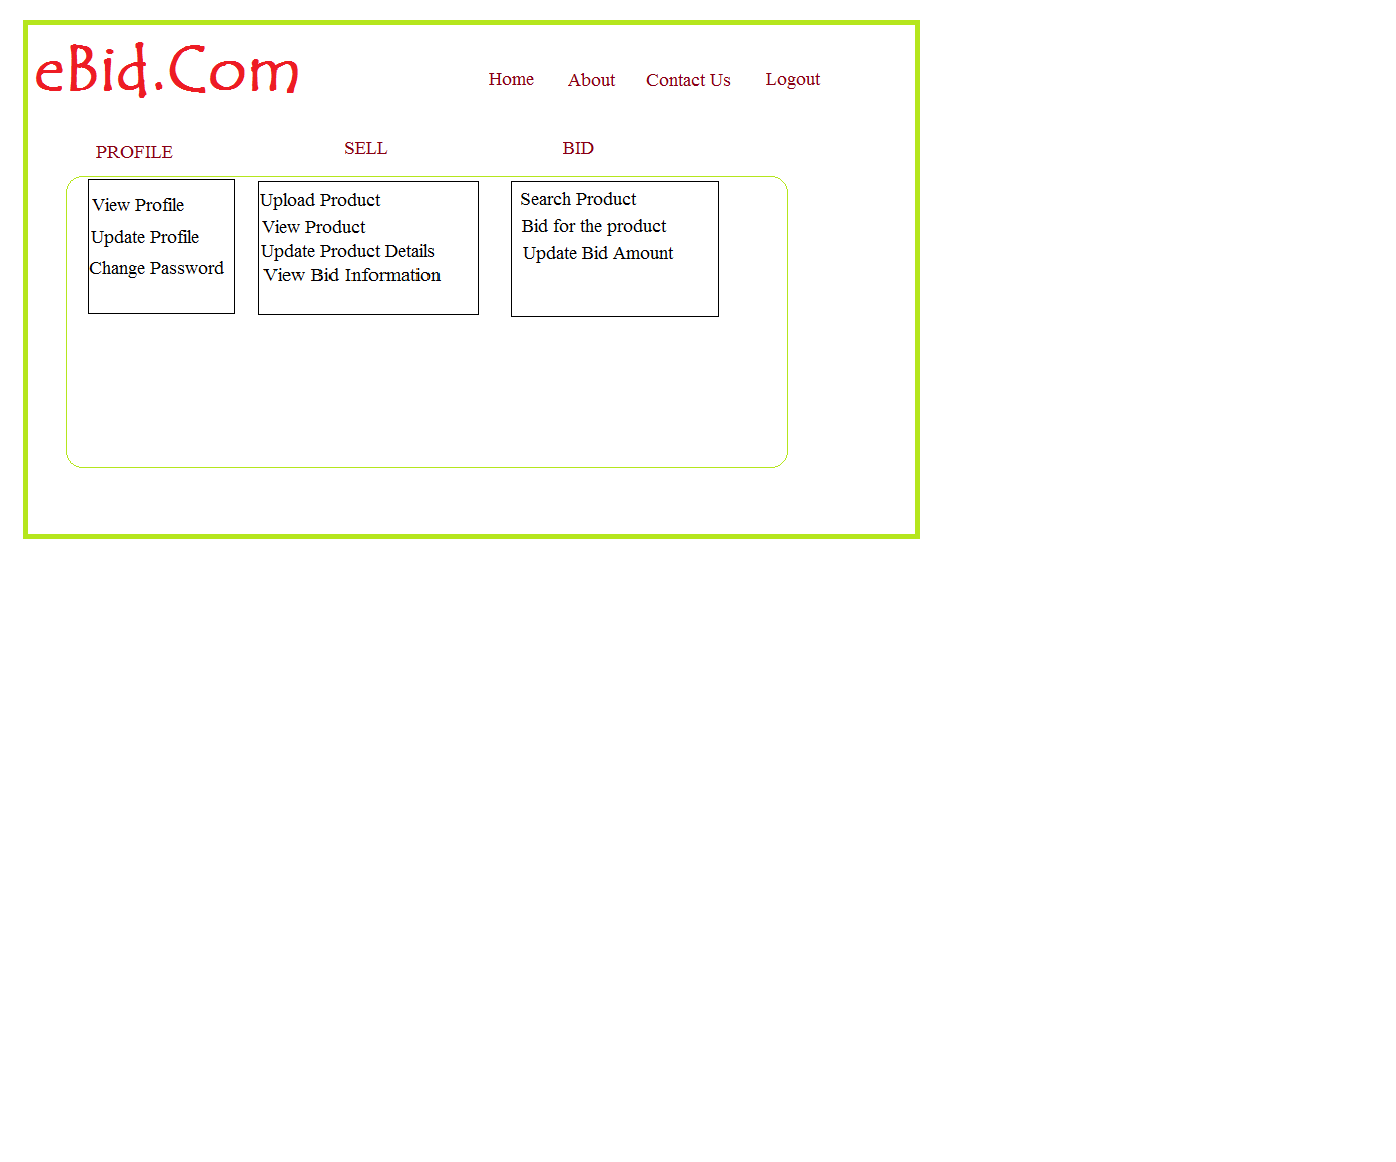 eBid.Com
Home About Contact Us Logout
PROFILE SELL BID
View Profile
Update Profile
Change Password
Upload Product
View Product
Update Product Details
View Bid Information
Search Product
Bid for the product
Update Bid Amount